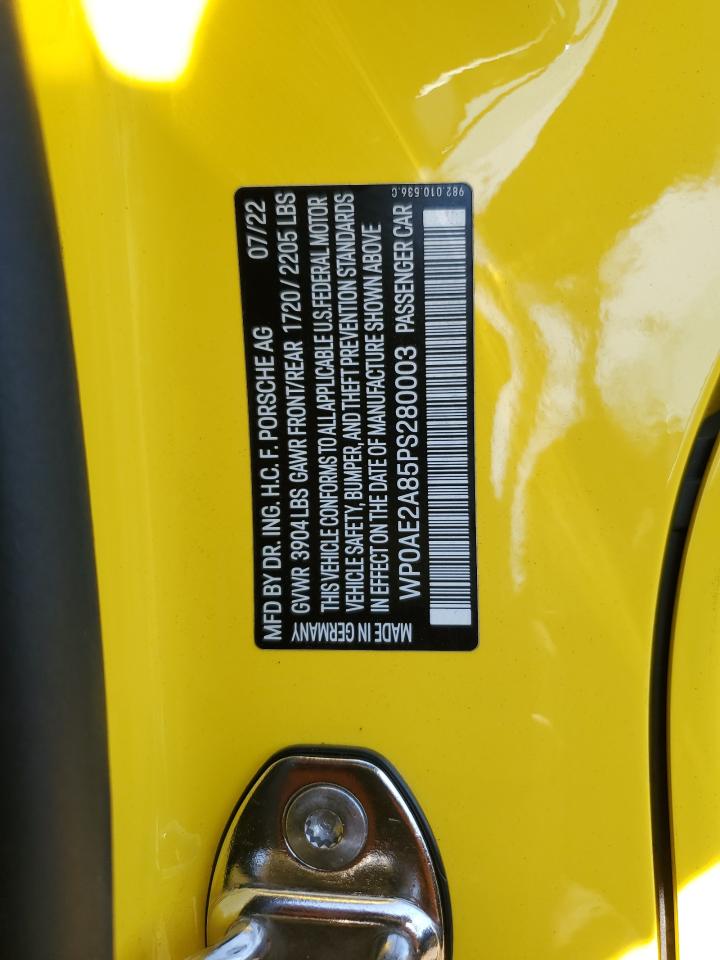 MFD BY DR. ING. H.C. F. PORSCHE AG 07/22
GVWR 3904 LBS GAWR FRONT/REAR 1720 / 2205 LBS
THIS VEHICLE CONFORMS TO ALL APPLICABLE U.S. FEDERAL MOTOR
VEHICLE SAFETY, BUMPER, AND THEFT PREVENTION STANDARDS
IN EFFECT ON THE DATE OF MANUFACTURE SHOWN ABOVE
WP0AE2A85PS280003 PASSENGER CAR
MADE IN GERMANY
982.010.536.C